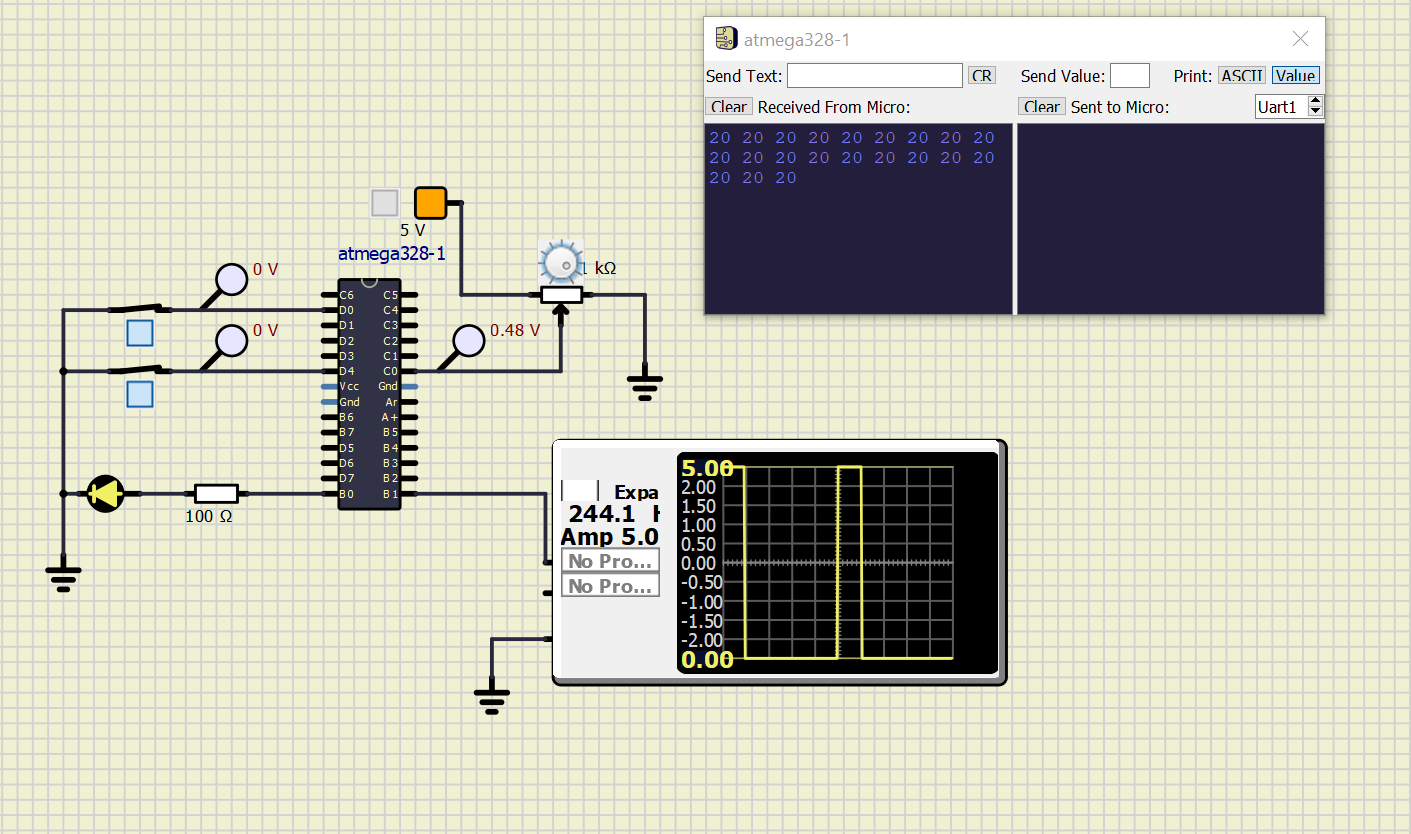 atmega328-1
Send Text: CR Send Value: Print: ASCII Value
Clear Received From Micro: Clear Sent to Micro: Uart1
20 20 20 20 20 20 20 20 20
20 20 20 20 20 20 20 20 20
20 20 20
5 V
atmega328-1
0 V
kΩ
C6 C5
D0 C4
D1 C3
0 V
D2 C2
0.48 V
D3 C1
D4 C0
Vcc Gnd
Gnd Ar
B6 A+
B7 B5
D5 B4
D6 B3
D7 B2
B0 B1
100 Ω
Expa
244.1
Amp 5.0
No Pro...
No Pro...
5.00
2.00
1.50
1.00
0.50
0.00
-0.50
-1.00
-1.50
-2.00
0.00